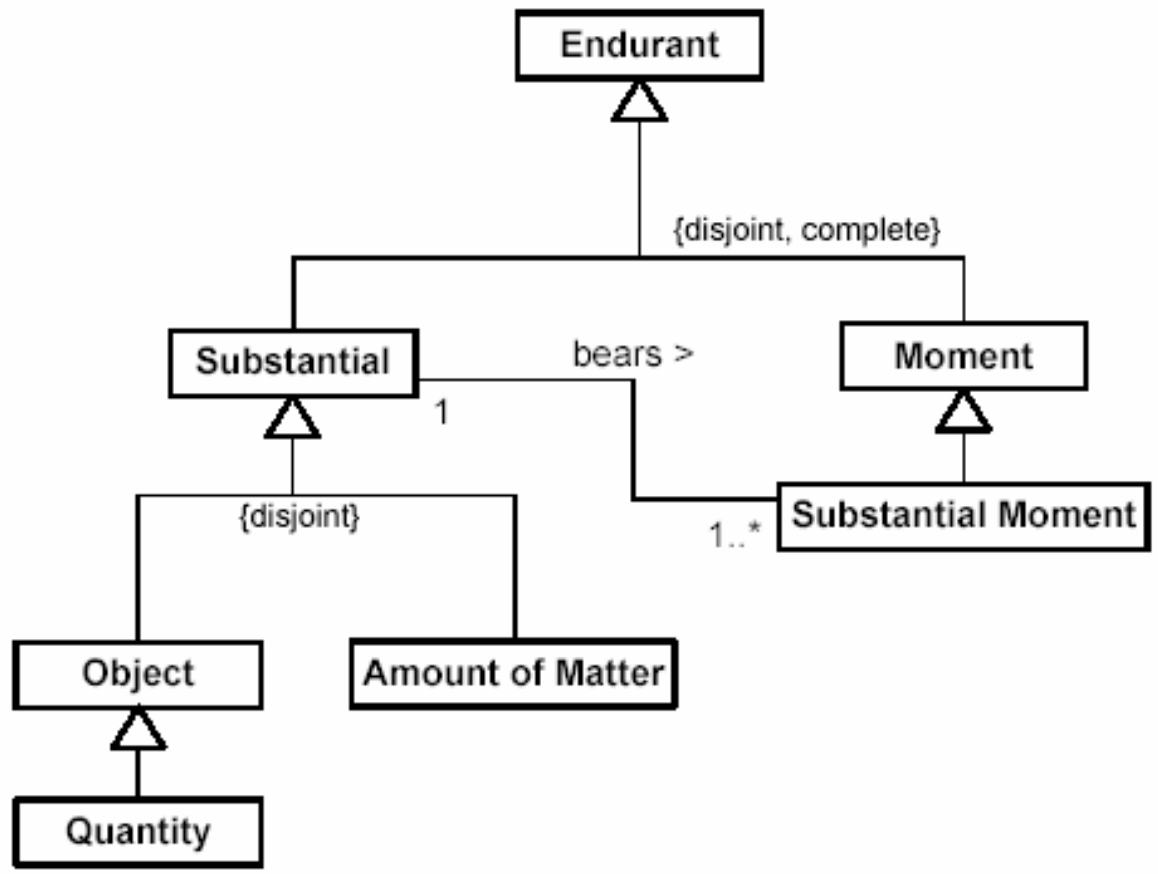 Endurant
{disjoint, complete}
Substantial
bears >
Moment
1
{disjoint}
Substantial Moment
1..*
Object
Amount of Matter
Quantity